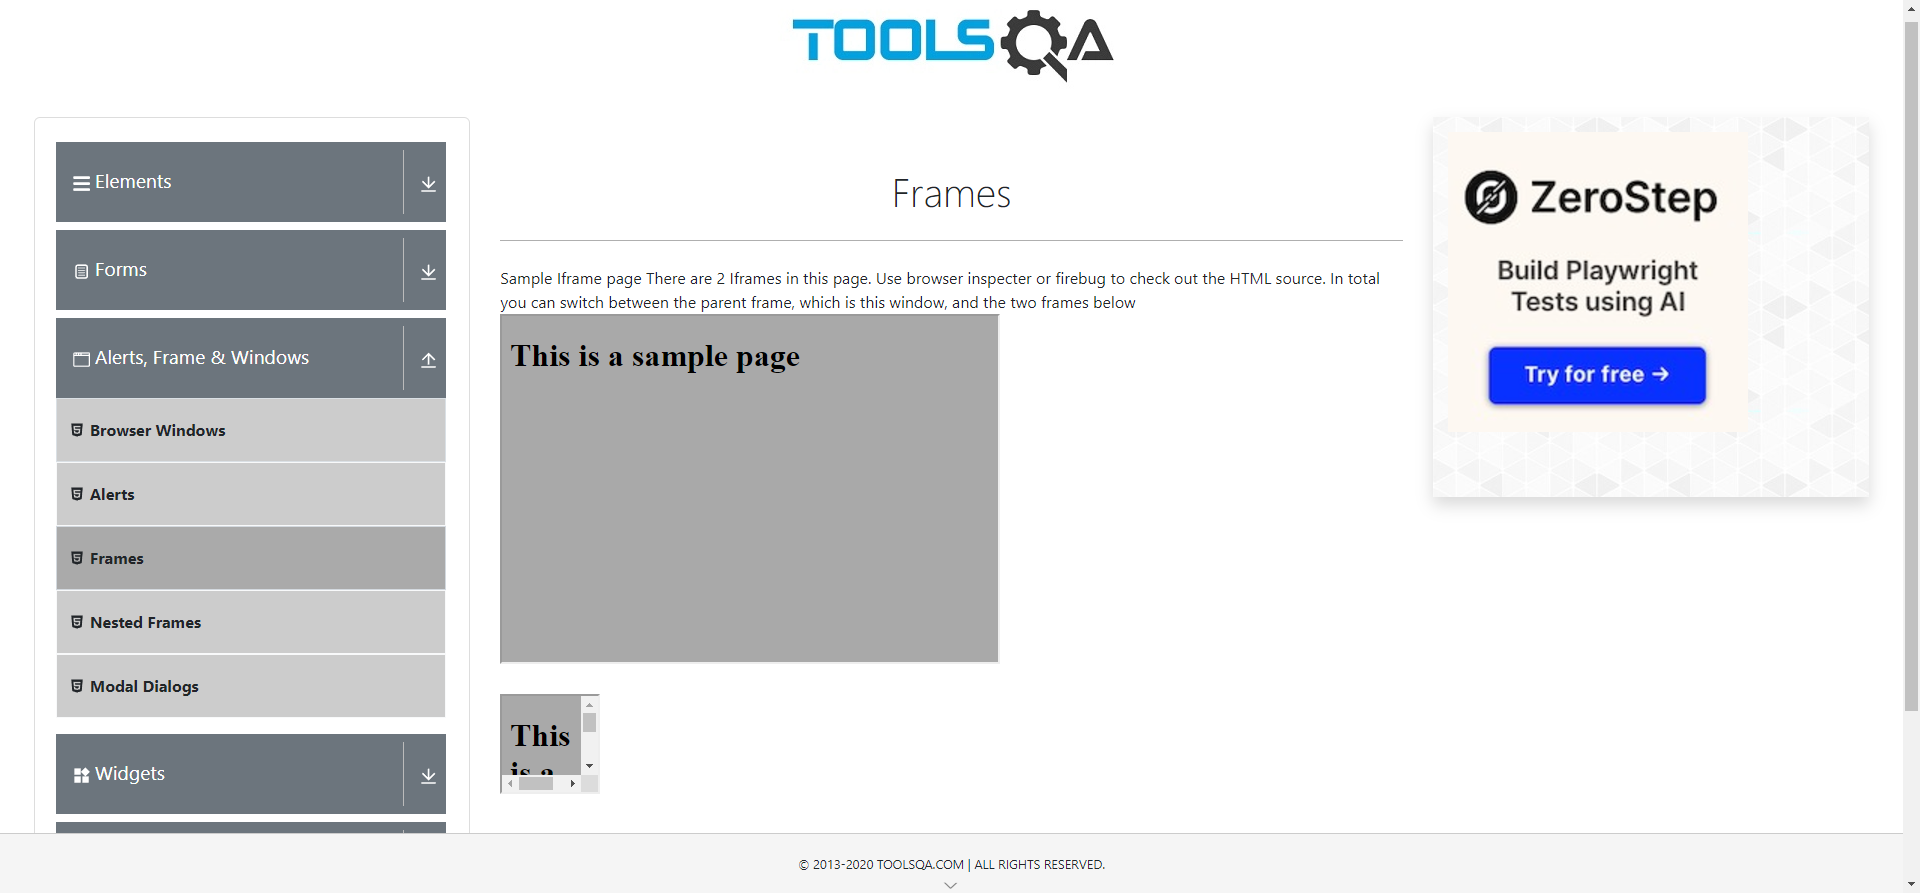 TOOLSQA
Elements
Forms
Alerts, Frame & Windows
Browser Windows
Alerts
Frames
Nested Frames
Modal Dialogs
Widgets
Frames
Sample Iframe page There are 2 Iframes in this page. Use browser inspecter or firebug to check out the HTML source. In total
you can switch between the parent frame, which is this window, and the two frames below
This is a sample page
This
is a
ZeroStep
Build Playwright
Tests using AI
Try for free →
© 2013-2020 TOOLSQA.COM | ALL RIGHTS RESERVED.